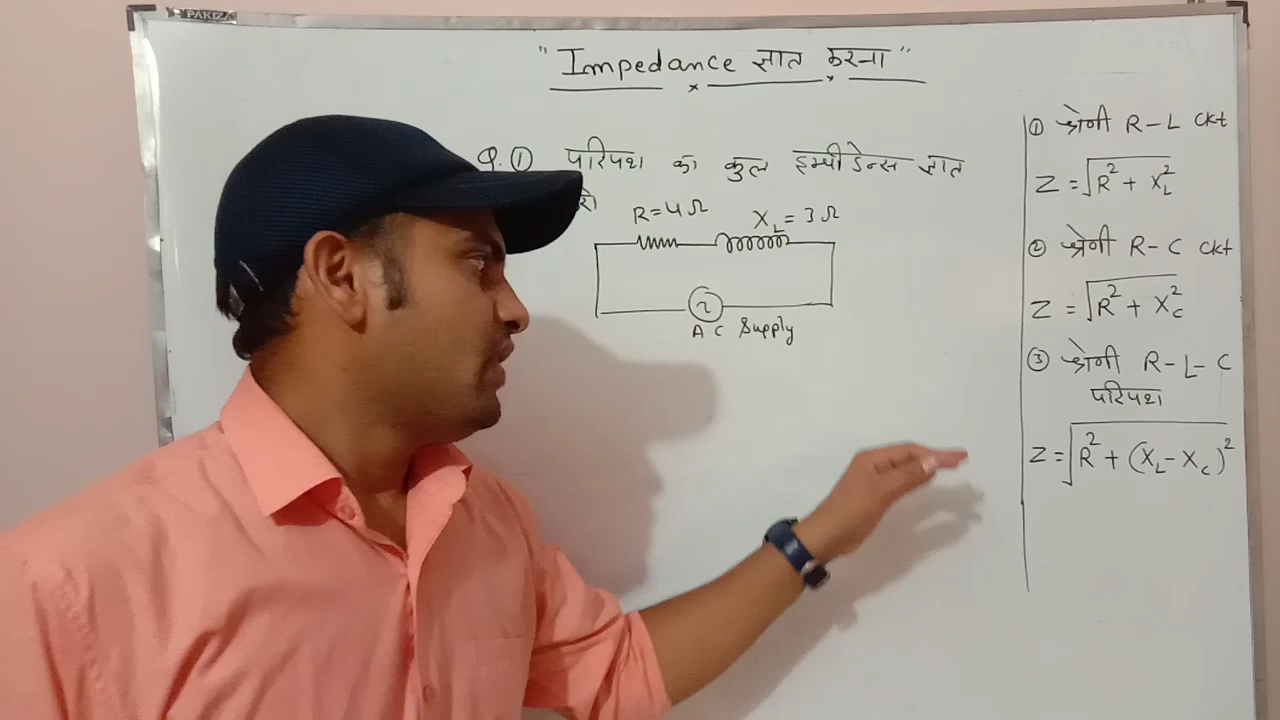 PAKIZA
" Impedance ज्ञात करना "
Q. ① परिपथ का कुल इम्पीडेन्स ज्ञात
R = 4 Ω
X_L = 3 Ω
A C Supply
① श्रेणी R - L ckt
Z = √R² + X_L²
② श्रेणी R - C ckt
Z = √R² + X_C²
③ श्रेणी R - L - C
परिपथ
Z = √R² + (X_L - X_C)²